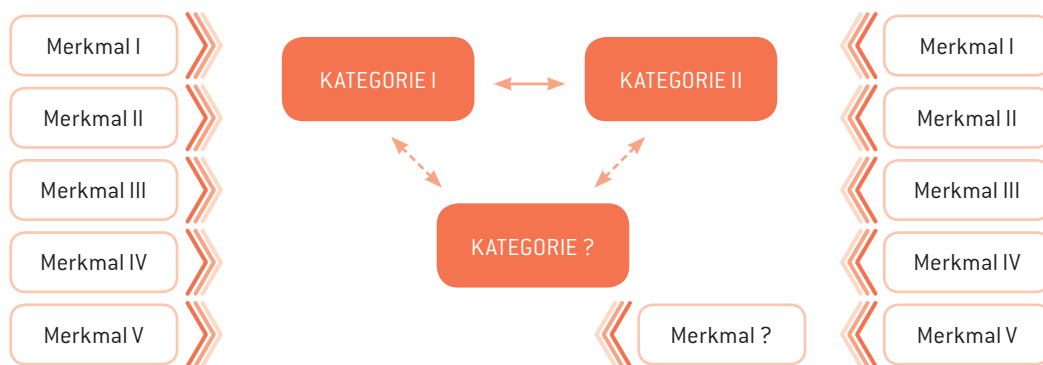 Merkmal I
Merkmal II
Merkmal III
Merkmal IV
Merkmal V
KATEGORIE I
KATEGORIE II
KATEGORIE ?
Merkmal ?
Merkmal I
Merkmal II
Merkmal III
Merkmal IV
Merkmal V